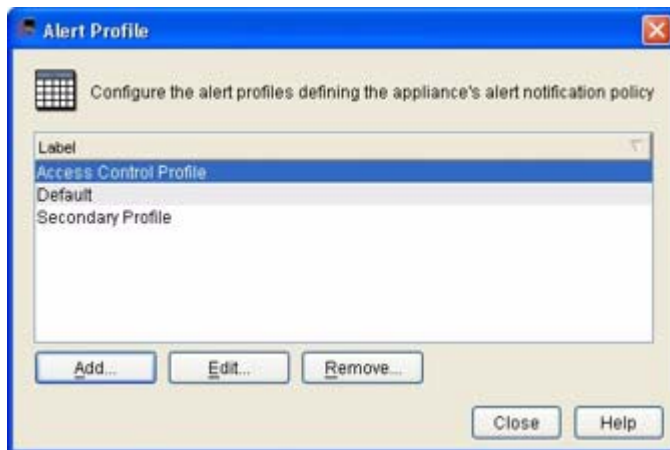 Alert Profile
Configure the alert profiles defining the appliance's alert notification policy
Label
Access Control Profile
Default
Secondary Profile
Add... Edit... Remove...
Close Help